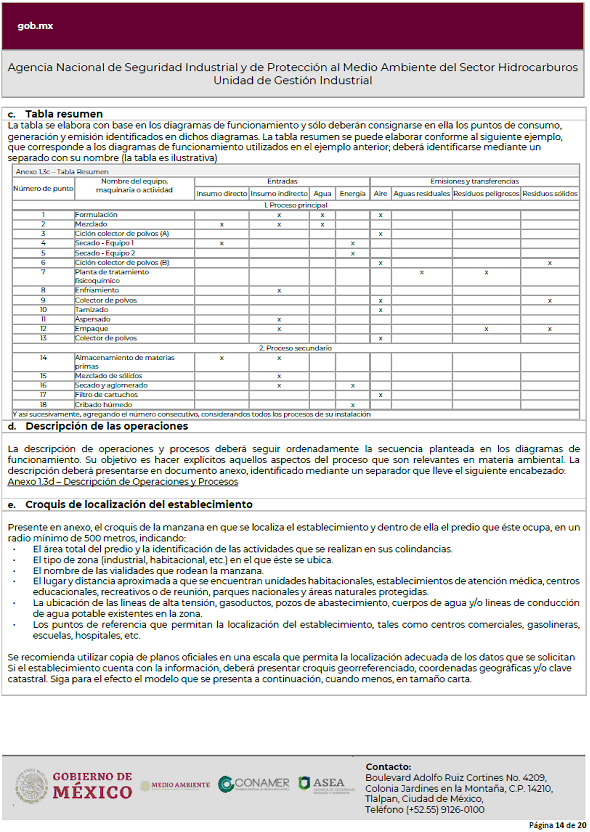 gob.mx
Agencia Nacional de Seguridad Industrial y de Protección al Medio Ambiente del Sector Hidrocarburos
Unidad de Gestión Industrial
c. Tabla resumen
La tabla se elabora con base en los diagramas de funcionamiento y sólo deberán consignarse en ella los puntos de consumo,
generación y emisión identificados en dichos diagramas. La tabla resumen se puede elaborar conforme al siguiente ejemplo,
que corresponde a los diagramas de funcionamiento utilizados en el ejemplo anterior; deberá identificarse mediante un
separado con su nombre (la tabla es ilustrativa)
Anexo 1.3c – Tabla Resumen
Número de punto Nombre del equipo, maquinaria o actividad Entradas Emisiones y transferencias
Insumo directo Insumo indirecto Agua Energía Aire Aguas residuales Residuos peligrosos Residuos sólidos
1. Proceso principal
1 Formulación x x x
2 Mezclado x x x
3 Ciclón colector de polvos (A) x
4 Secado - Equipo 1 x x
5 Secado - Equipo 2 x
6 Ciclón colector de polvos (B) x x
7 Planta de tratamiento fisicoquímico x x
8 Enfriamiento x
9 Colector de polvos x x
10 Tamizado x
11 Aspersado x
12 Empaque x x x
13 Colector de polvos x
2. Proceso secundario
14 Almacenamiento de materias primas x x
15 Mezclado de sólidos x
16 Secado y aglomerado x x
17 Filtro de cartuchos x
18 Cribado húmedo x
Y así sucesivamente, agregando el número consecutivo, considerandos todos los procesos de su instalación
d. Descripción de las operaciones
La descripción de operaciones y procesos deberá seguir ordenadamente la secuencia planteada en los diagramas de
funcionamiento. Su objetivo es hacer explícitos aquellos aspectos del proceso que son relevantes en materia ambiental. La
descripción deberá presentarse en documento anexo, identificado mediante un separador que lleve el siguiente encabezado:
Anexo 1.3d – Descripción de Operaciones y Procesos
e. Croquis de localización del establecimiento
Presente en anexo, el croquis de la manzana en que se localiza el establecimiento y dentro de ella el predio que éste ocupa, en un
radio mínimo de 500 metros, indicando:
· El área total del predio y la identificación de las actividades que se realizan en sus colindancias.
· El tipo de zona (industrial, habitacional, etc.) en el que éste se ubica.
· El nombre de las vialidades que rodean la manzana.
· El lugar y distancia aproximada a que se encuentran unidades habitacionales, establecimientos de atención médica, centros
educacionales, recreativos o de reunión, parques nacionales y áreas naturales protegidas.
· La ubicación de las líneas de alta tensión, gasoductos, pozos de abastecimiento, cuerpos de agua y/o líneas de conducción
de agua potable existentes en la zona.
· Los puntos de referencia que permitan la localización del establecimiento, tales como centros comerciales, gasolineras,
escuelas, hospitales, etc.
Se recomienda utilizar copia de planos oficiales en una escala que permita la localización adecuada de los datos que se solicitan
Si el establecimiento cuenta con la información, deberá presentar croquis georreferenciado, coordenadas geográficas y/o clave
catastral. Siga para el efecto el modelo que se presenta a continuación, cuando menos, en tamaño carta.
GOBIERNO DE
MÉXICO
MEDIO AMBIENTE
CONAMER
ASEA
Contacto:
Boulevard Adolfo Ruiz Cortines No. 4209,
Colonia Jardines en la Montaña, C.P. 14210,
Tlalpan, Ciudad de México,
Teléfono (+52.55) 9126-0100
Página 14 de 20